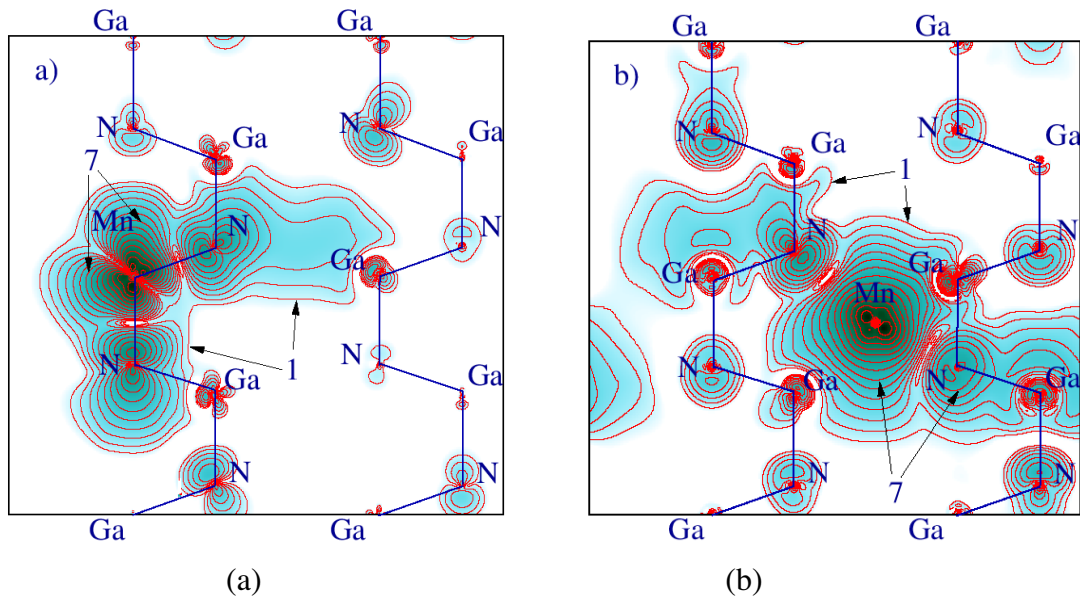 Ga Ga Ga Ga
a) b)
N Ga N Ga N Ga N Ga
7 1
Mn N N N N
Ga Ga Ga
Mn
N N N N
1 Ga Ga Ga
7
N N N N
Ga Ga Ga Ga
(a) (b)